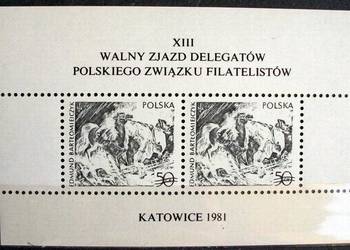 XIII
WALNY ZJAZD DELEGATÓW
POLSKIEGO ZWIĄZKU FILATELISTÓW
EDMUND BARTŁOMIEJCZYK
POLSKA
50
EDMUND BARTŁOMIEJCZYK
POLSKA
50
KATOWICE 1981